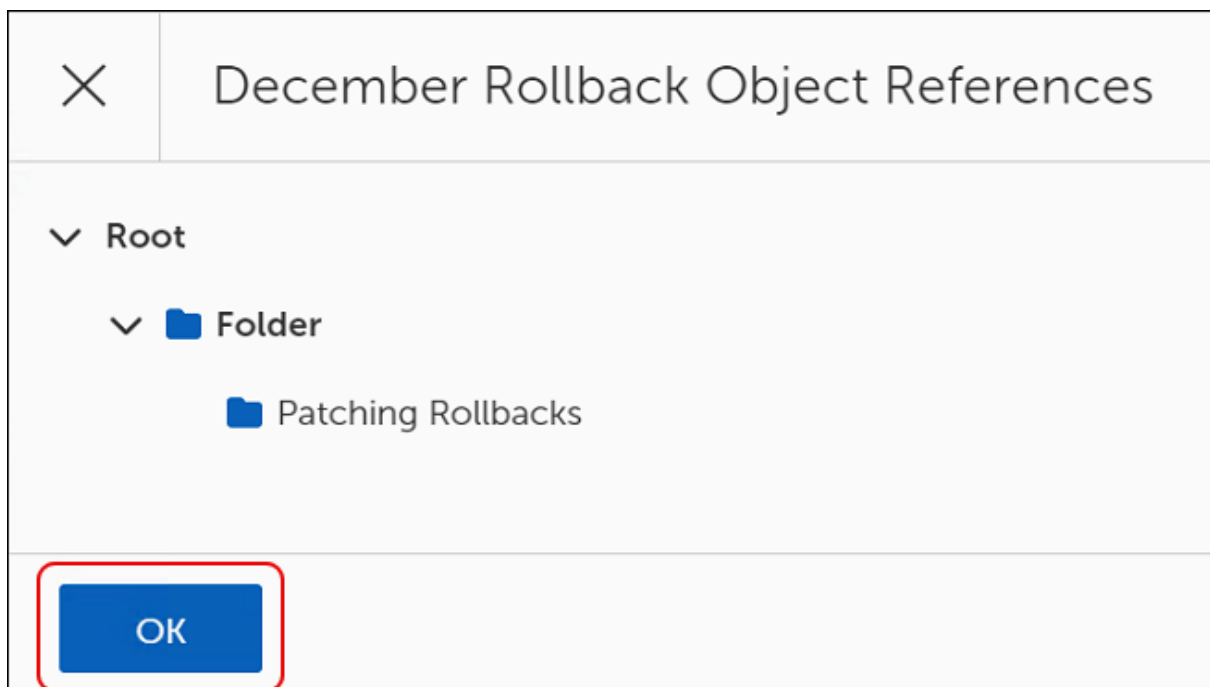 December Rollback Object References
Root
Folder
Patching Rollbacks
OK